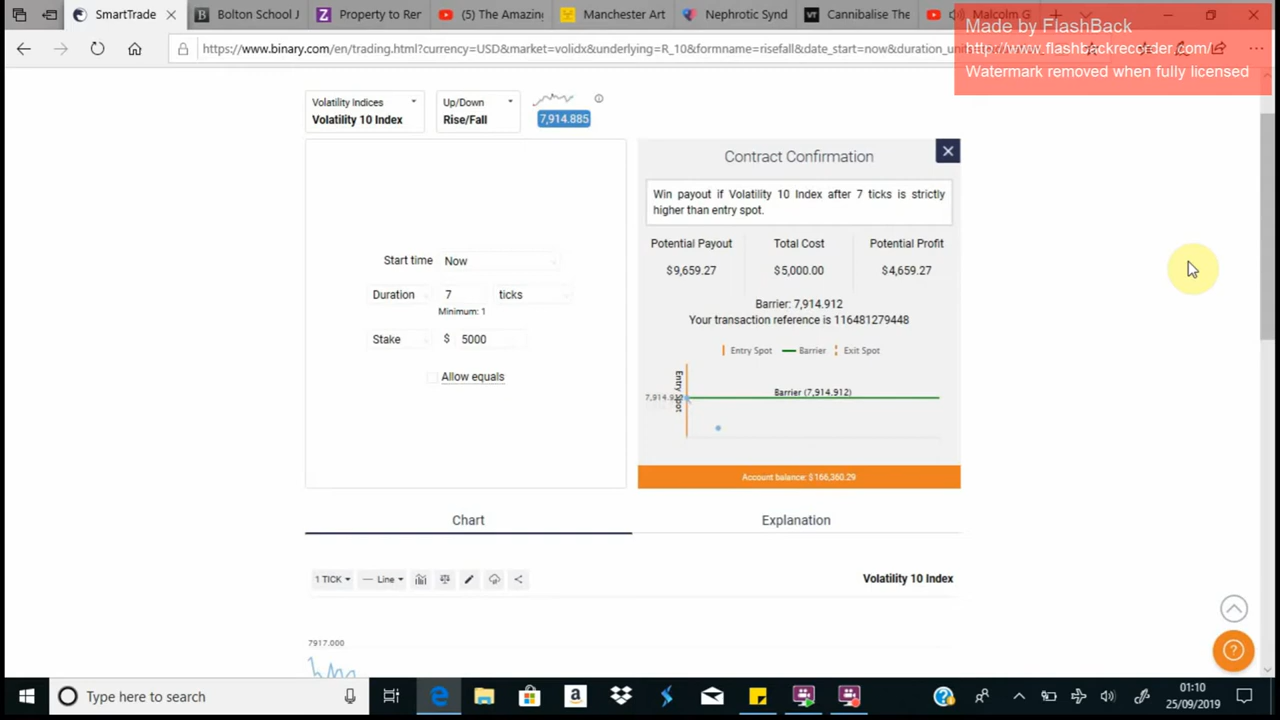 SmartTrade
Bolton School J
Property to Rer
(5) The Amazing
Manchester Art
Nephrotic Synd
Cannibalise The
Malcolm G
Made by FlashBack
http://www.flashbackrecorder.com/
Watermark removed when fully licensed
https://www.binary.com/en/trading.html?currency=USD&market=volidx&underlying=R_10&formname=risefall&date_start=now&duration_un
Volatility Indices
Volatility 10 Index
Up/Down
Rise/Fall
7,914.885
Contract Confirmation
Win payout if Volatility 10 Index after 7 ticks is strictly
higher than entry spot.
Potential Payout
Total Cost
Potential Profit
$9,659.27
$5,000.00
$4,659.27
Barrier: 7,914.912
Your transaction reference is 116481279448
Entry Spot
Barrier
Exit Spot
Entry Spot
Barrier (7,914.912)
Account balance: $166,360.29
Start time
Now
Duration
7
ticks
Minimum: 1
Stake
$
5000
Allow equals
Chart
Explanation
1 TICK
Line
Volatility 10 Index
7917.000
Type here to search
01:10
25/09/2019